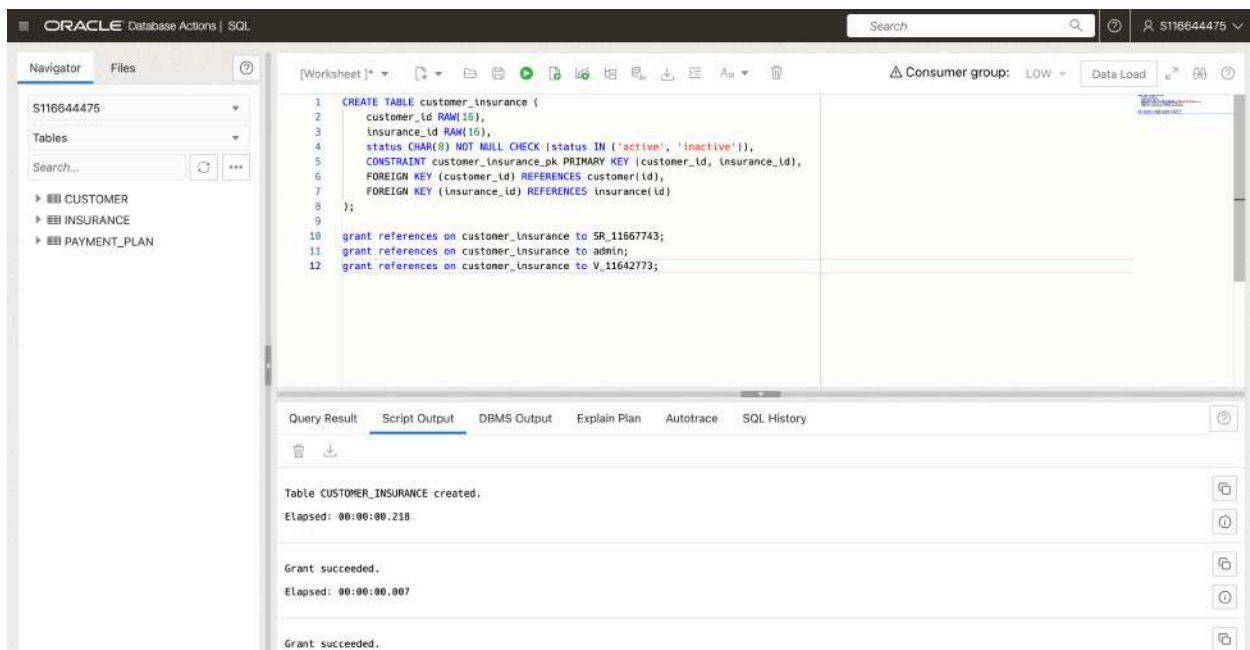 ORACLE Database Actions | SQL
Search
S116644475
Navigator Files
S116644475
Tables
Search...
CUSTOMER
INSURANCE
PAYMENT_PLAN
[Worksheet]* Aa Consumer group: LOW Data Load
1 CREATE TABLE customer_insurance (
2 customer_id RAW(16),
3 insurance_id RAW(16),
4 status CHAR(8) NOT NULL CHECK (status IN ('active', 'inactive')),
5 CONSTRAINT customer_insurance_pk PRIMARY KEY (customer_id, insurance_id),
6 FOREIGN KEY (customer_id) REFERENCES customer(id),
7 FOREIGN KEY (insurance_id) REFERENCES insurance(id)
8 );
9
10 grant references on customer_insurance to SR_11667743;
11 grant references on customer_insurance to admin;
12 grant references on customer_insurance to V_11642773;
Query Result Script Output DBMS Output Explain Plan Autotrace SQL History
Table CUSTOMER_INSURANCE created.
Elapsed: 00:00:00.218
Grant succeeded.
Elapsed: 00:00:00.007
Grant succeeded.